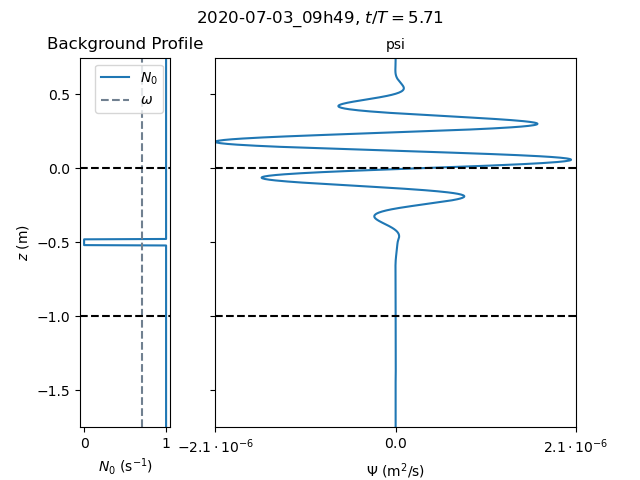 2020-07-03_09h49, t/T = 5.71
Background Profile
psi
N₀
ω
0.5
0.0
−0.5
−1.0
−1.5
z (m)
0
1
N₀ (s⁻¹)
−2.1 · 10⁻⁶
0.0
2.1 · 10⁻⁶
Ψ (m²/s)